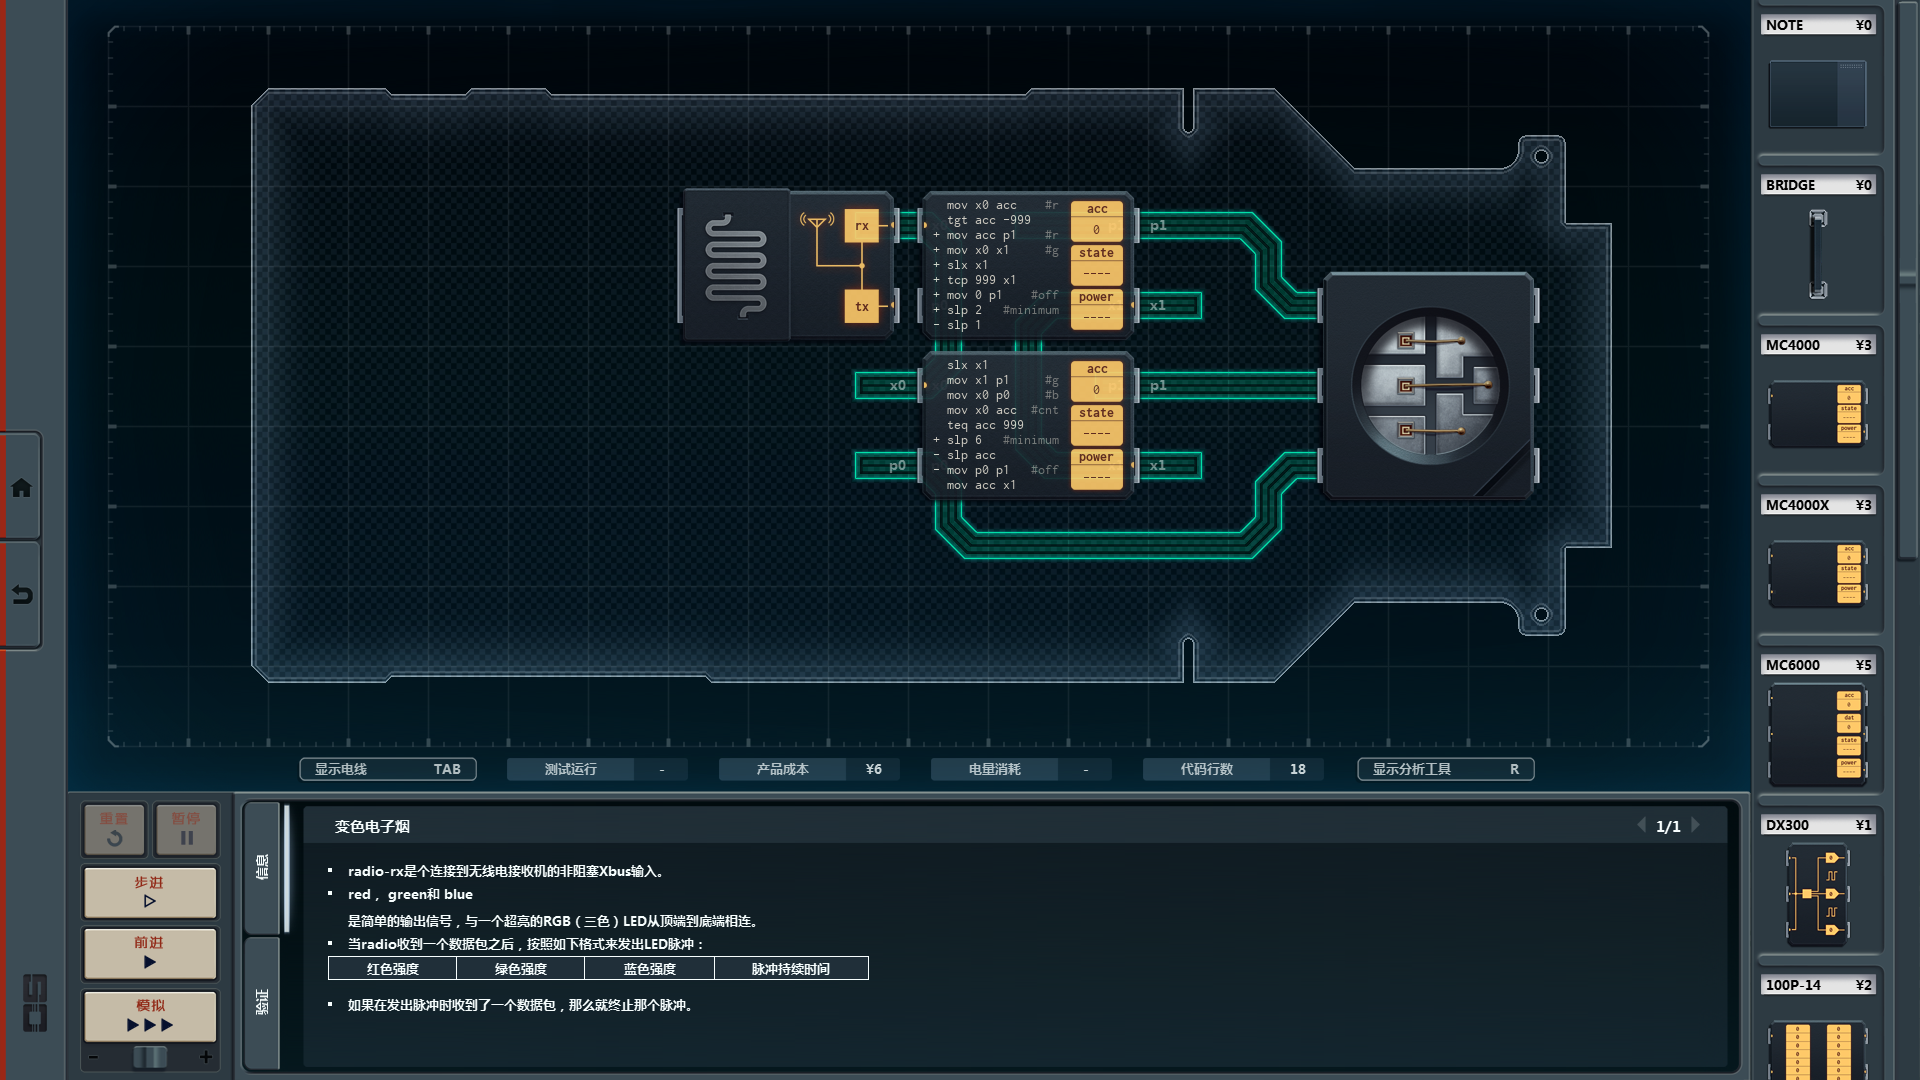 NOTE ¥0
BRIDGE ¥0
MC4000 ¥3
MC4000X ¥3
MC6000 ¥5
DX300 ¥1
100P-14 ¥2
rx
tx
mov x0 acc #r
tgt acc -999
+ mov acc p1 #r
+ mov x0 x1 #g
+ slx x1
+ tcp 999 x1
+ mov 0 p1 #off
+ slp 2 #minimum
- slp 1
acc
0
state
----
power
----
p1
x1
slx x1
mov x1 p1 #g
mov x0 p0 #b
mov x0 acc #cnt
teq acc 999
+ slp 6 #minimum
- slp acc
- mov p0 p1 #off
mov acc x1
acc
0
state
----
power
----
x0
p0
p1
x1
显示电线 TAB
测试运行 -
产品成本 ¥6
电量消耗 -
代码行数 18
显示分析工具 R
重置
暂停
步进
前进
模拟
- +
信息
验证
变色电子烟
1/1
▪ radio-rx是个连接到无线电接收机的非阻塞Xbus输入。
▪ red， green和 blue
是简单的输出信号，与一个超亮的RGB（三色）LED从顶端到底端相连。
▪ 当radio收到一个数据包之后，按照如下格式来发出LED脉冲：
红色强度 绿色强度 蓝色强度 脉冲持续时间
▪ 如果在发出脉冲时收到了一个数据包，那么就终止那个脉冲。